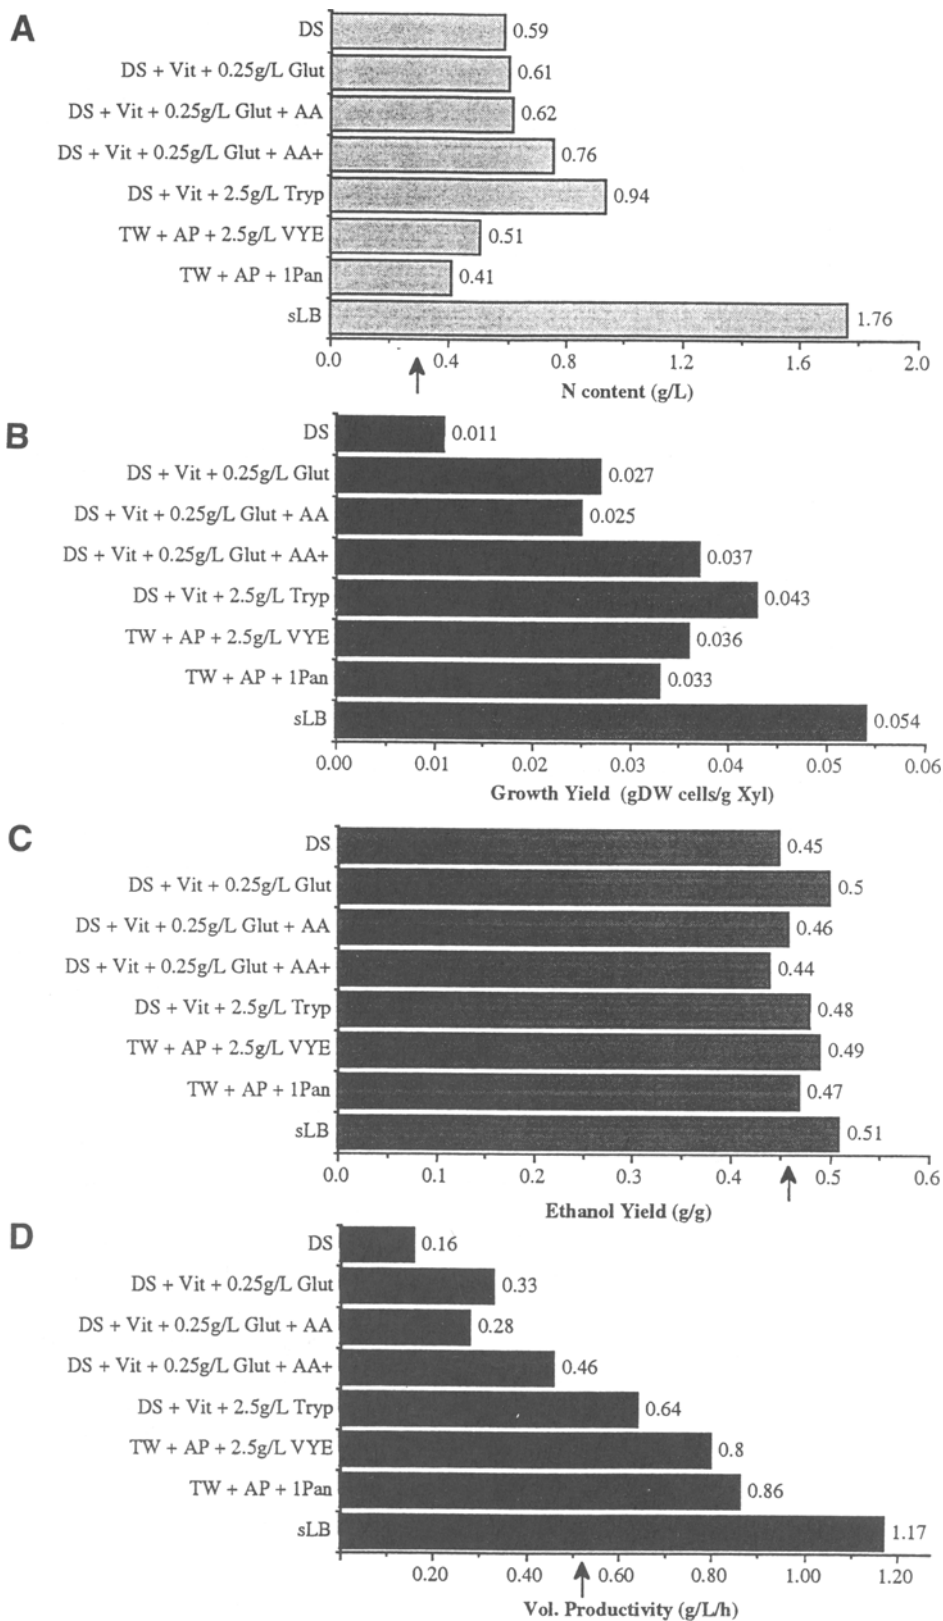 A
DS 0.59
DS + Vit + 0.25g/L Glut 0.61
DS + Vit + 0.25g/L Glut + AA 0.62
DS + Vit + 0.25g/L Glut + AA+ 0.76
DS + Vit + 2.5g/L Tryp 0.94
TW + AP + 2.5g/L VYE 0.51
TW + AP + 1Pan 0.41
sLB 1.76
0.0 0.4 0.8 1.2 1.6 2.0
N content (g/L)
B
DS 0.011
DS + Vit + 0.25g/L Glut 0.027
DS + Vit + 0.25g/L Glut + AA 0.025
DS + Vit + 0.25g/L Glut + AA+ 0.037
DS + Vit + 2.5g/L Tryp 0.043
TW + AP + 2.5g/L VYE 0.036
TW + AP + 1Pan 0.033
sLB 0.054
0.00 0.01 0.02 0.03 0.04 0.05 0.06
Growth Yield (gDW cells/g Xyl)
C
DS 0.45
DS + Vit + 0.25g/L Glut 0.5
DS + Vit + 0.25g/L Glut + AA 0.46
DS + Vit + 0.25g/L Glut + AA+ 0.44
DS + Vit + 2.5g/L Tryp 0.48
TW + AP + 2.5g/L VYE 0.49
TW + AP + 1Pan 0.47
sLB 0.51
0.0 0.1 0.2 0.3 0.4 0.5 0.6
Ethanol Yield (g/g)
D
DS 0.16
DS + Vit + 0.25g/L Glut 0.33
DS + Vit + 0.25g/L Glut + AA 0.28
DS + Vit + 0.25g/L Glut + AA+ 0.46
DS + Vit + 2.5g/L Tryp 0.64
TW + AP + 2.5g/L VYE 0.8
TW + AP + 1Pan 0.86
sLB 1.17
0.20 0.40 0.60 0.80 1.00 1.20
Vol. Productivity (g/L/h)